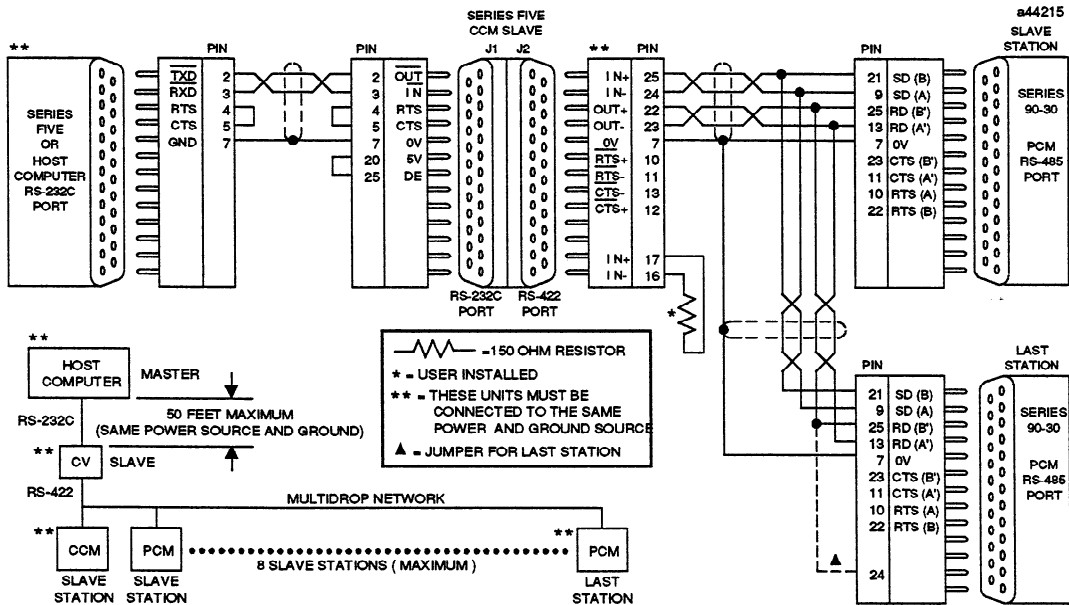 a44215
SERIES FIVE
CCM SLAVE
J1 J2
**
SERIES
FIVE
OR
HOST
COMPUTER
RS-232C
PORT
PIN
TXD 2
RXD 3
RTS 4
CTS 5
GND 7
PIN
2 OUT
3 IN
4 RTS
5 CTS
7 0V
20 5V
25 DE
RS-232C
PORT
RS-422
PORT
** PIN
IN+ 25
IN- 24
OUT+ 22
OUT- 23
0V 7
RTS+ 10
RTS- 11
CTS- 13
CTS+ 12
IN+ 17
IN- 16
*
PIN
21 SD (B)
9 SD (A)
25 RD (B')
13 RD (A')
7 0V
23 CTS (B')
11 CTS (A')
10 RTS (A)
22 RTS (B)
SLAVE
STATION
SERIES
90-30
PCM
RS-485
PORT
PIN
21 SD (B)
9 SD (A)
25 RD (B')
13 RD (A')
7 0V
23 CTS (B')
11 CTS (A')
10 RTS (A)
22 RTS (B)
24
LAST
STATION
SERIES
90-30
PCM
RS-485
PORT
=150 OHM RESISTOR
* = USER INSTALLED
** = THESE UNITS MUST BE
CONNECTED TO THE SAME
POWER AND GROUND SOURCE
▲ = JUMPER FOR LAST STATION
**
HOST
COMPUTER
MASTER
RS-232C
50 FEET MAXIMUM
(SAME POWER SOURCE AND GROUND)
** CV SLAVE
RS-422
MULTIDROP NETWORK
** CCM PCM ** PCM
8 SLAVE STATIONS ( MAXIMUM )
SLAVE
STATION
SLAVE
STATION
LAST
STATION